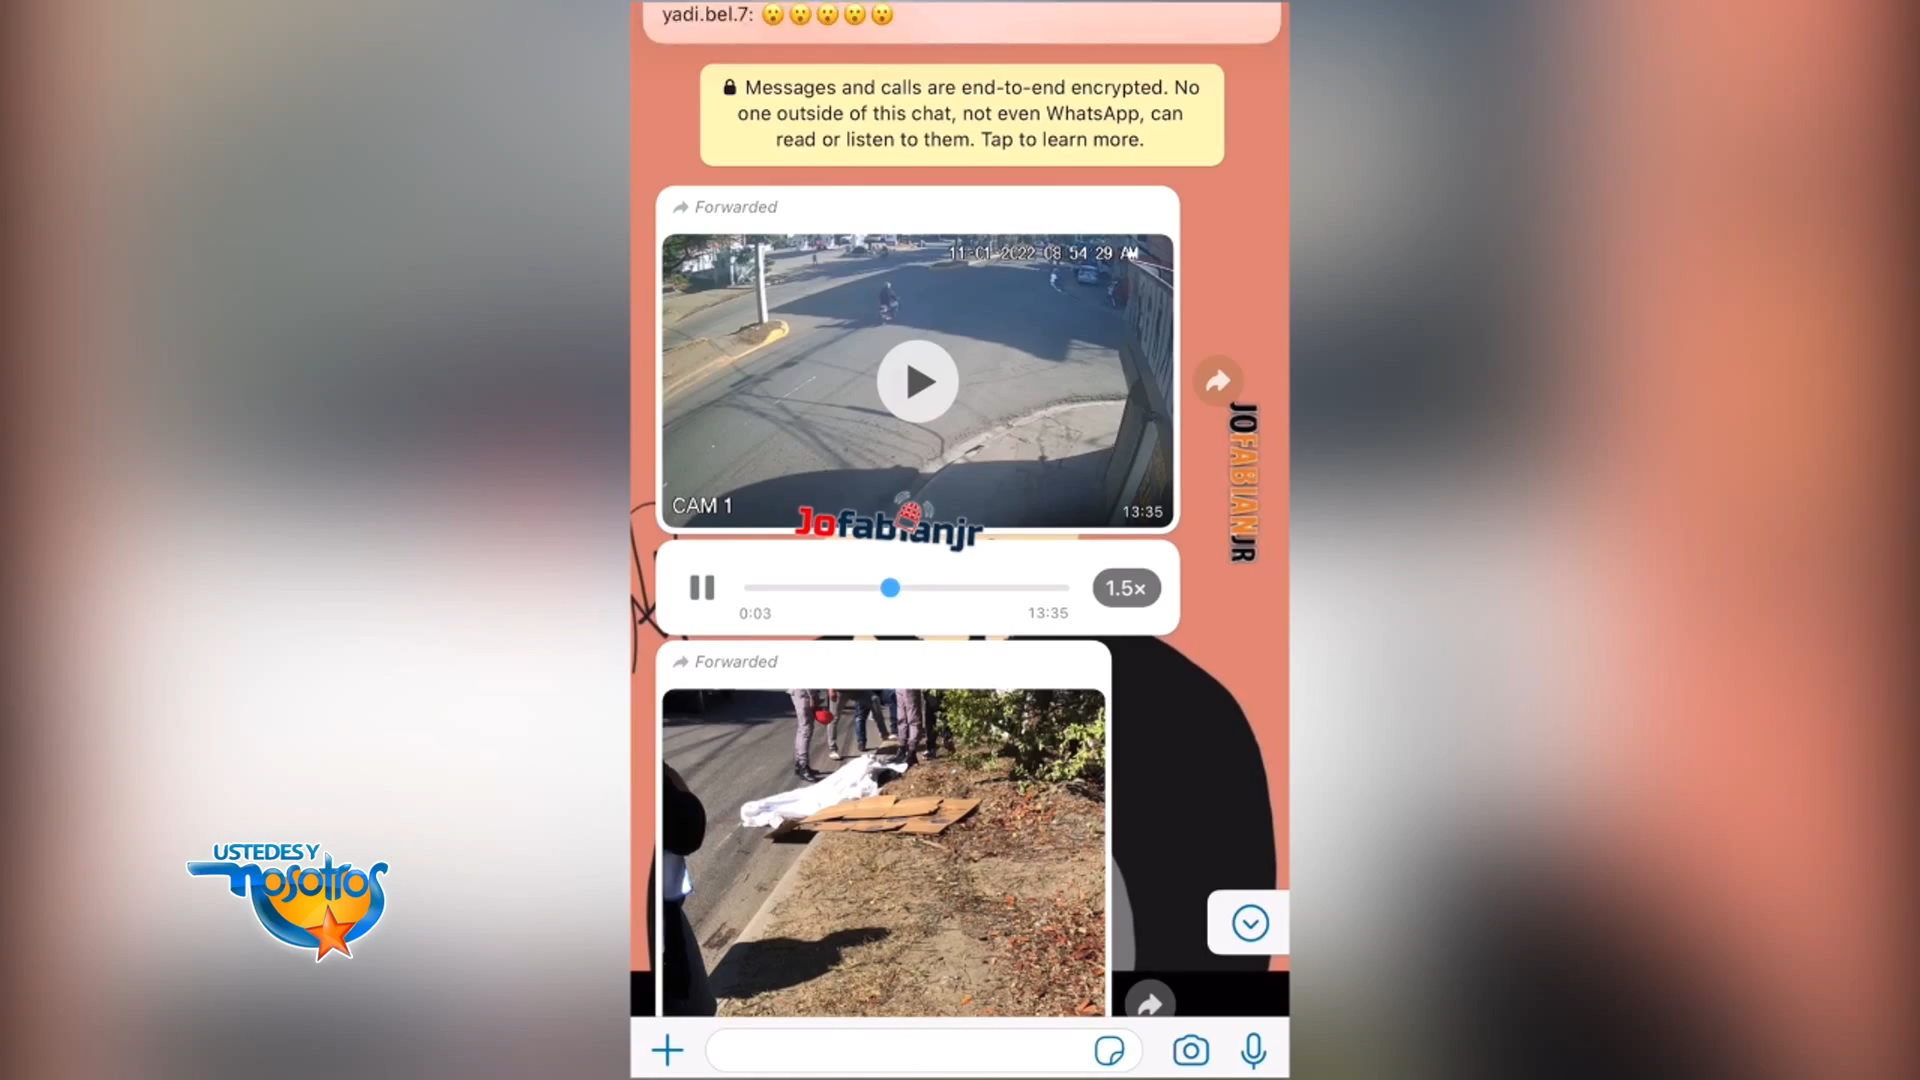 yadi.bel.7: 😮😮😮😮😮
Messages and calls are end-to-end encrypted. No
one outside of this chat, not even WhatsApp, can
read or listen to them. Tap to learn more.
Forwarded
11-01-2022 08 54 29 AM
CAM 1
13:35
Jofabianjr
JOFABIANJR
1.5×
0:03
13:35
Forwarded
USTEDES Y
nosotros